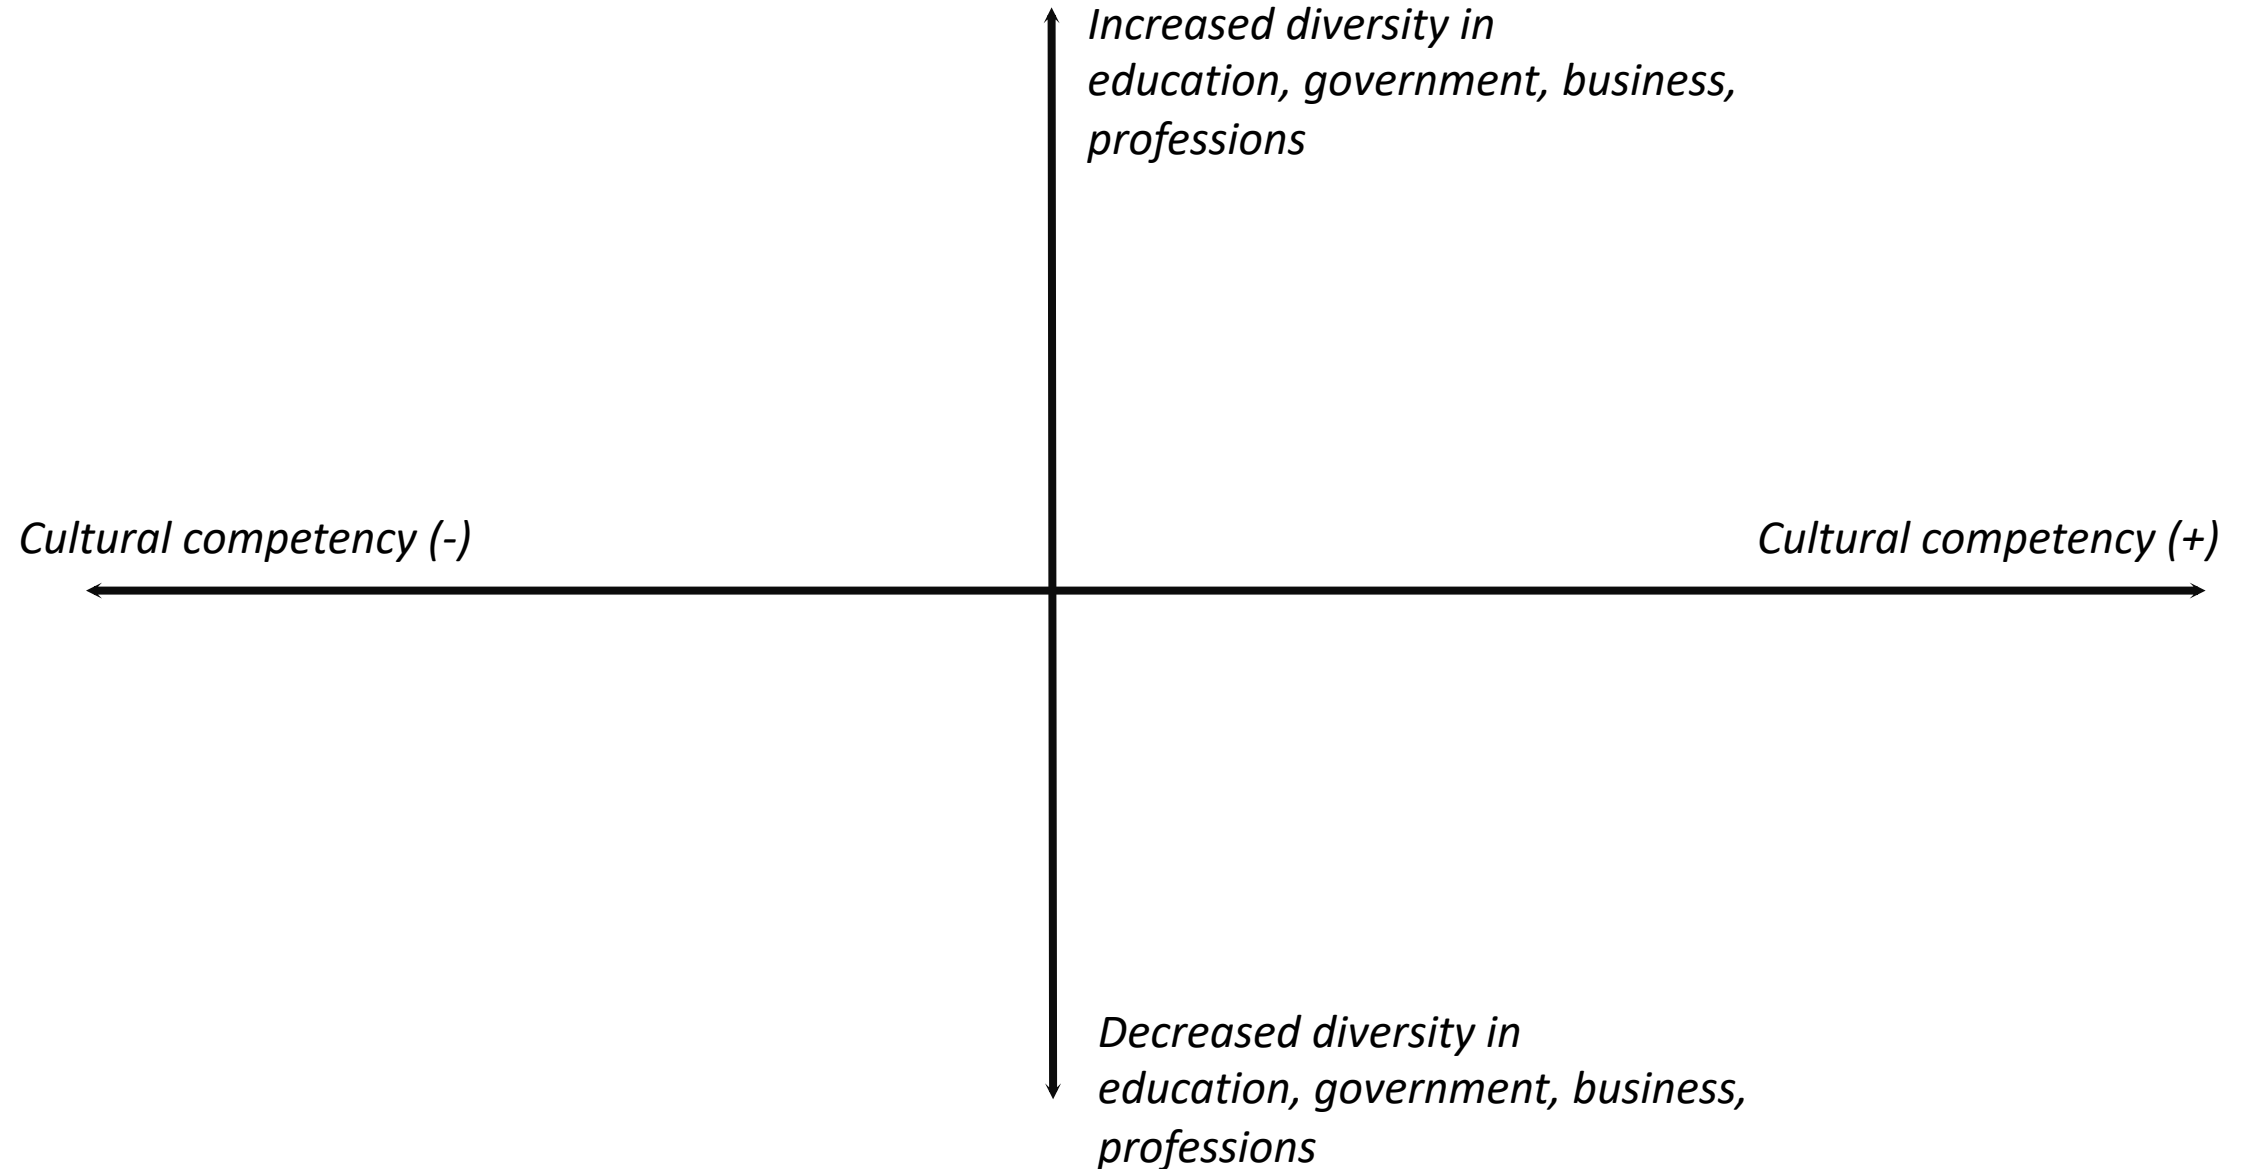 Increased diversity in
education, government, business,
professions
Cultural competency (-)
Cultural competency (+)
Decreased diversity in
education, government, business,
professions